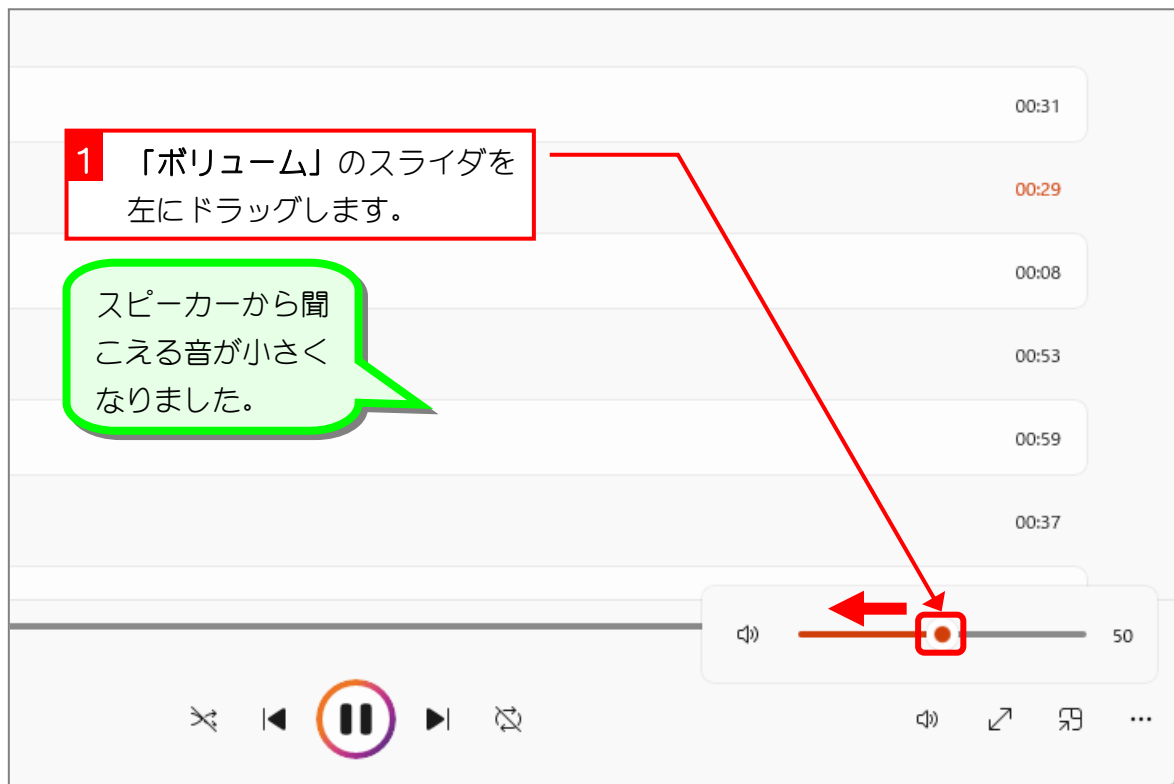 00:31
1 「ボリューム」のスライダを
左にドラッグします。
00:29
00:08
スピーカーから聞
こえる音が小さく
なりました。
00:53
00:59
00:37
50